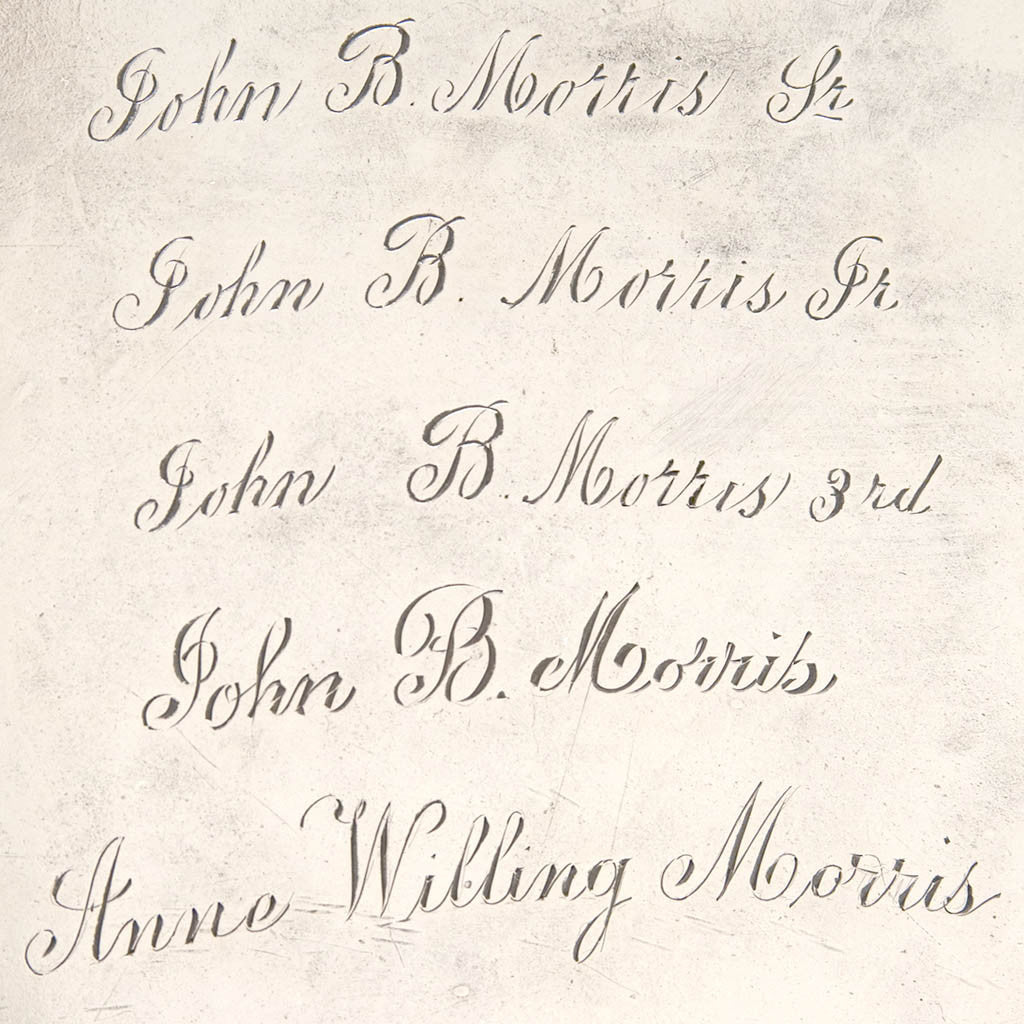 John B. Morris Sr
John B. Morris Jr
John B. Morris 3rd
John B. Morris
Anne Willing Morris